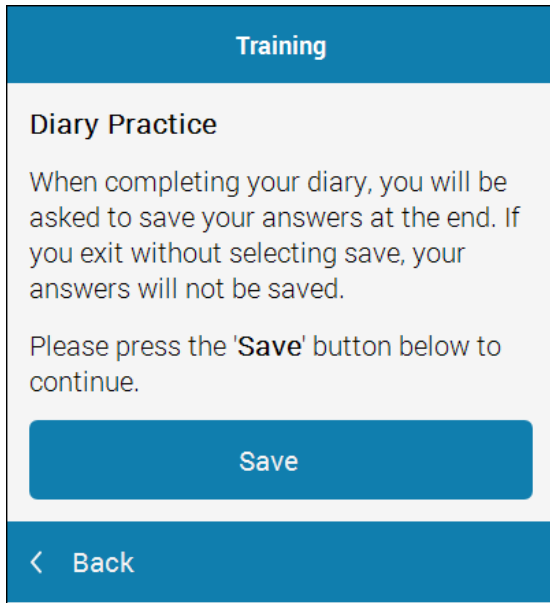 Training
Diary Practice
When completing your diary, you will be
asked to save your answers at the end. If
you exit without selecting save, your
answers will not be saved.
Please press the 'Save' button below to
continue.
Save
Back